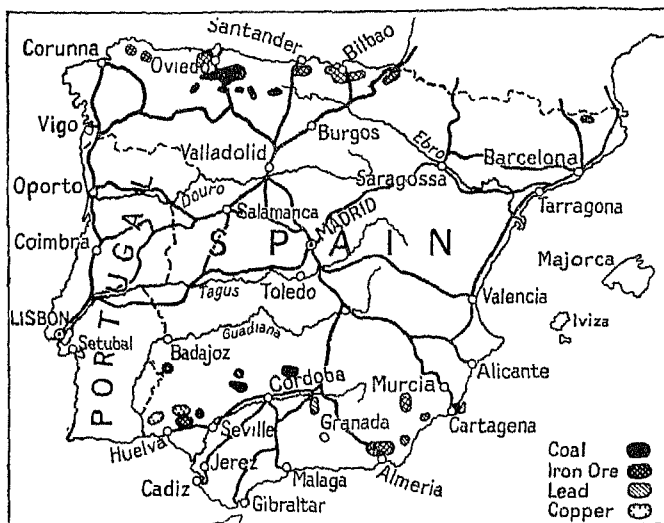 Santander
Corunna
Oviedo
Bilbao
Vigo
Burgos
Ebro
Valladolid
Saragossa
Barcelona
Oporto
Douro
Salamanca
MADRID
Tarragona
Coimbra
SPAIN
PORTUGAL
Majorca
Tagus
Toledo
Valencia
LISBON
Iviza
Setubal
Guadiana
Badajoz
Alicante
Cordoba
Murcia
Granada
Cartagena
Huelva
Seville
Jerez
Cadiz
Malaga
Almeria
Gibraltar
Coal
Iron Ore
Lead
Copper